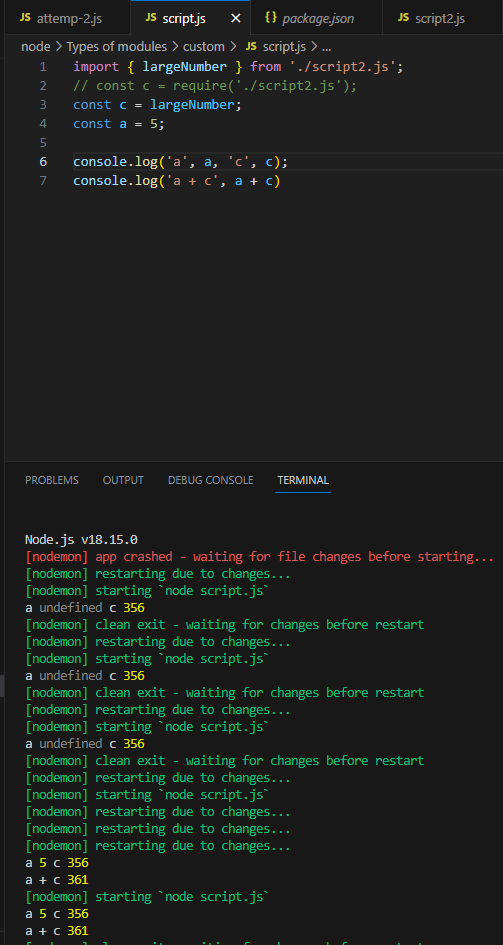 JS attemp-2.js JS script.js × {} package.json JS script2.js
node > Types of modules > custom > JS script.js > ...
1 import { largeNumber } from './script2.js';
2 // const c = require('./script2.js');
3 const c = largeNumber;
4 const a = 5;
5
6 console.log('a', a, 'c', c);
7 console.log('a + c', a + c)
PROBLEMS OUTPUT DEBUG CONSOLE TERMINAL
Node.js v18.15.0
[nodemon] app crashed - waiting for file changes before starting...
[nodemon] restarting due to changes...
[nodemon] starting `node script.js`
a undefined c 356
[nodemon] clean exit - waiting for changes before restart
[nodemon] restarting due to changes...
[nodemon] starting `node script.js`
a undefined c 356
[nodemon] clean exit - waiting for changes before restart
[nodemon] restarting due to changes...
[nodemon] starting `node script.js`
a undefined c 356
[nodemon] clean exit - waiting for changes before restart
[nodemon] restarting due to changes...
[nodemon] starting `node script.js`
[nodemon] restarting due to changes...
[nodemon] restarting due to changes...
[nodemon] restarting due to changes...
a 5 c 356
a + c 361
[nodemon] starting `node script.js`
a 5 c 356
a + c 361